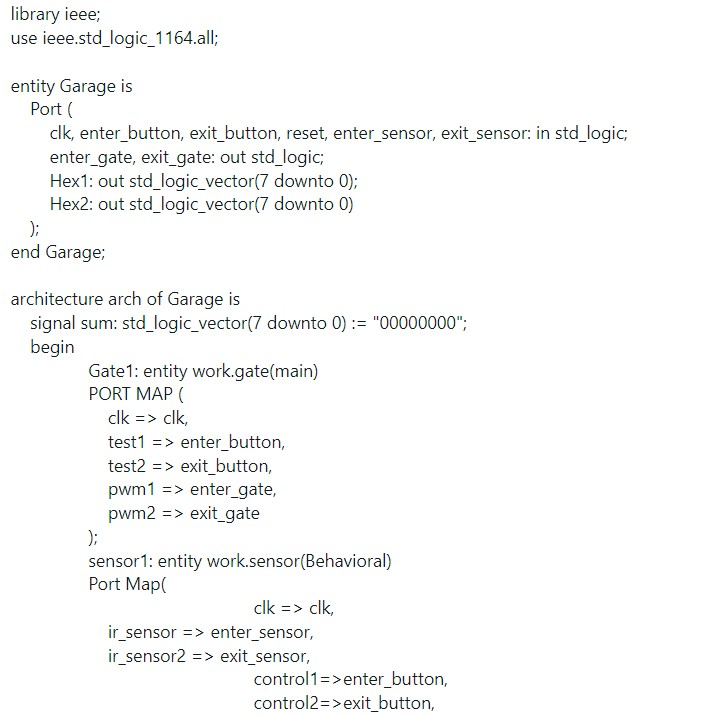 library ieee;
use ieee.std_logic_1164.all;
entity Garage is
Port (
clk, enter_button, exit_button, reset, enter_sensor, exit_sensor: in std_logic;
enter_gate, exit_gate: out std_logic;
Hex1: out std_logic_vector(7 downto 0);
Hex2: out std_logic_vector(7 downto 0)
);
end Garage;
architecture arch of Garage is
signal sum: std_logic_vector(7 downto 0) := "00000000";
begin
Gate1: entity work.gate(main)
PORT MAP (
clk => clk,
test1 => enter_button,
test2 => exit_button,
pwm1 => enter_gate,
pwm2 => exit_gate
);
sensor1: entity work.sensor(Behavioral)
Port Map(
clk => clk,
ir_sensor => enter_sensor,
ir_sensor2 => exit_sensor,
control1=>enter_button,
control2=>exit_button,